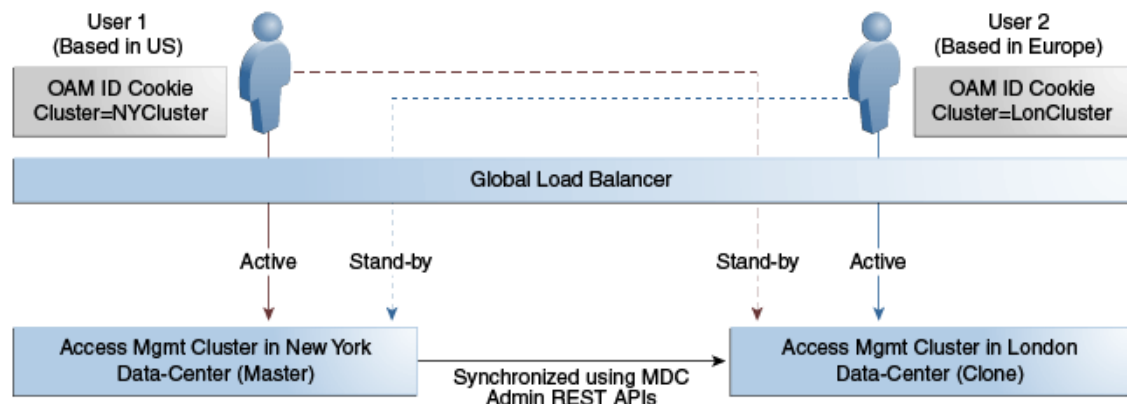 User 1
(Based in US)
OAM ID Cookie
Cluster=NYCluster
User 2
(Based in Europe)
OAM ID Cookie
Cluster=LonCluster
Global Load Balancer
Active
Stand-by
Stand-by
Active
Access Mgmt Cluster in New York
Data-Center (Master)
Synchronized using MDC
Admin REST APIs
Access Mgmt Cluster in London
Data-Center (Clone)